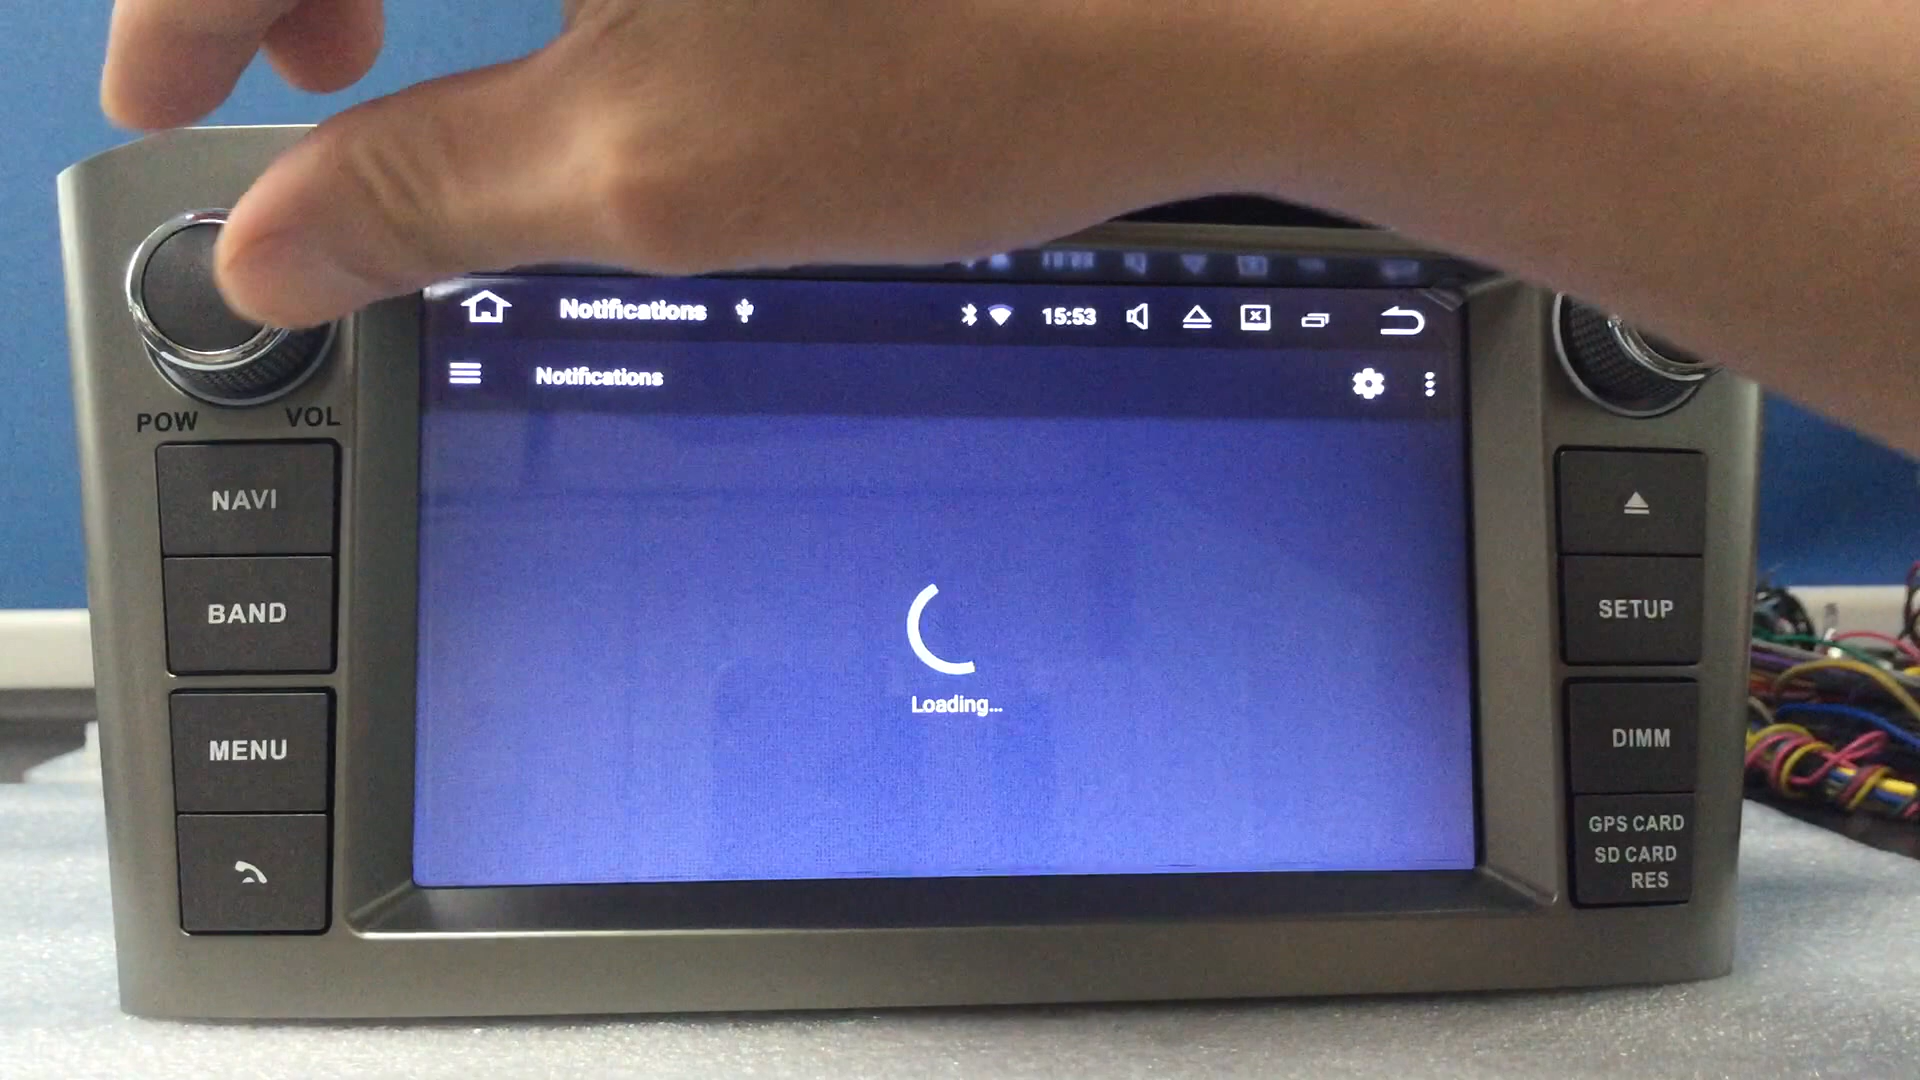 Notifications
15:53
Notifications
Loading...
POW VOL
NAVI
BAND
MENU
SETUP
DIMM
GPS CARD
SD CARD
RES